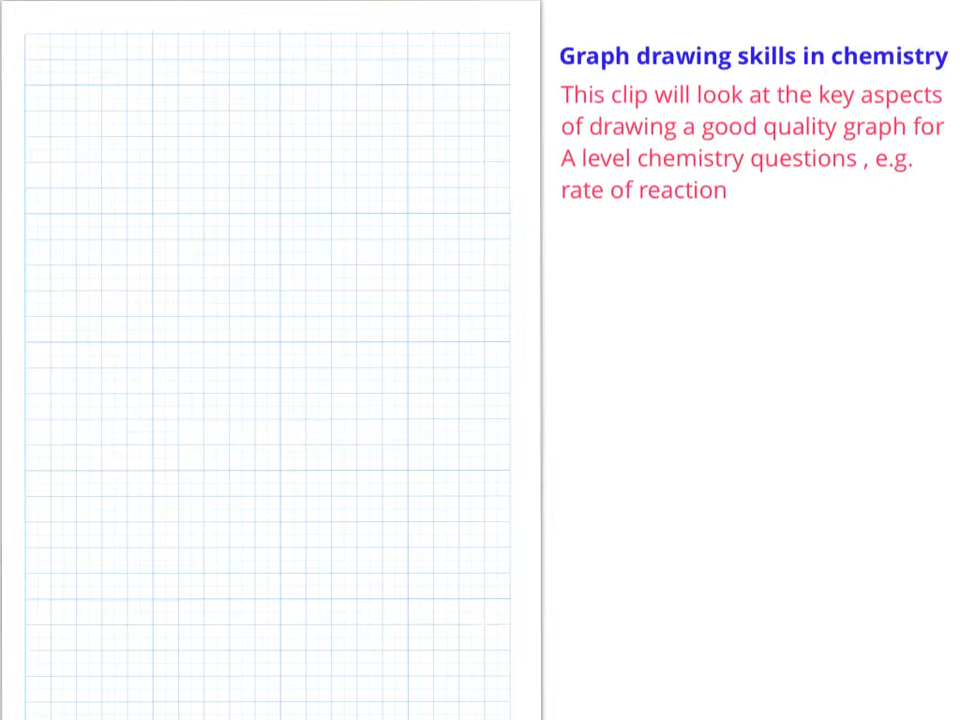 Graph drawing skills in chemistry
This clip will look at the key aspects
of drawing a good quality graph for
A level chemistry questions , e.g.
rate of reaction